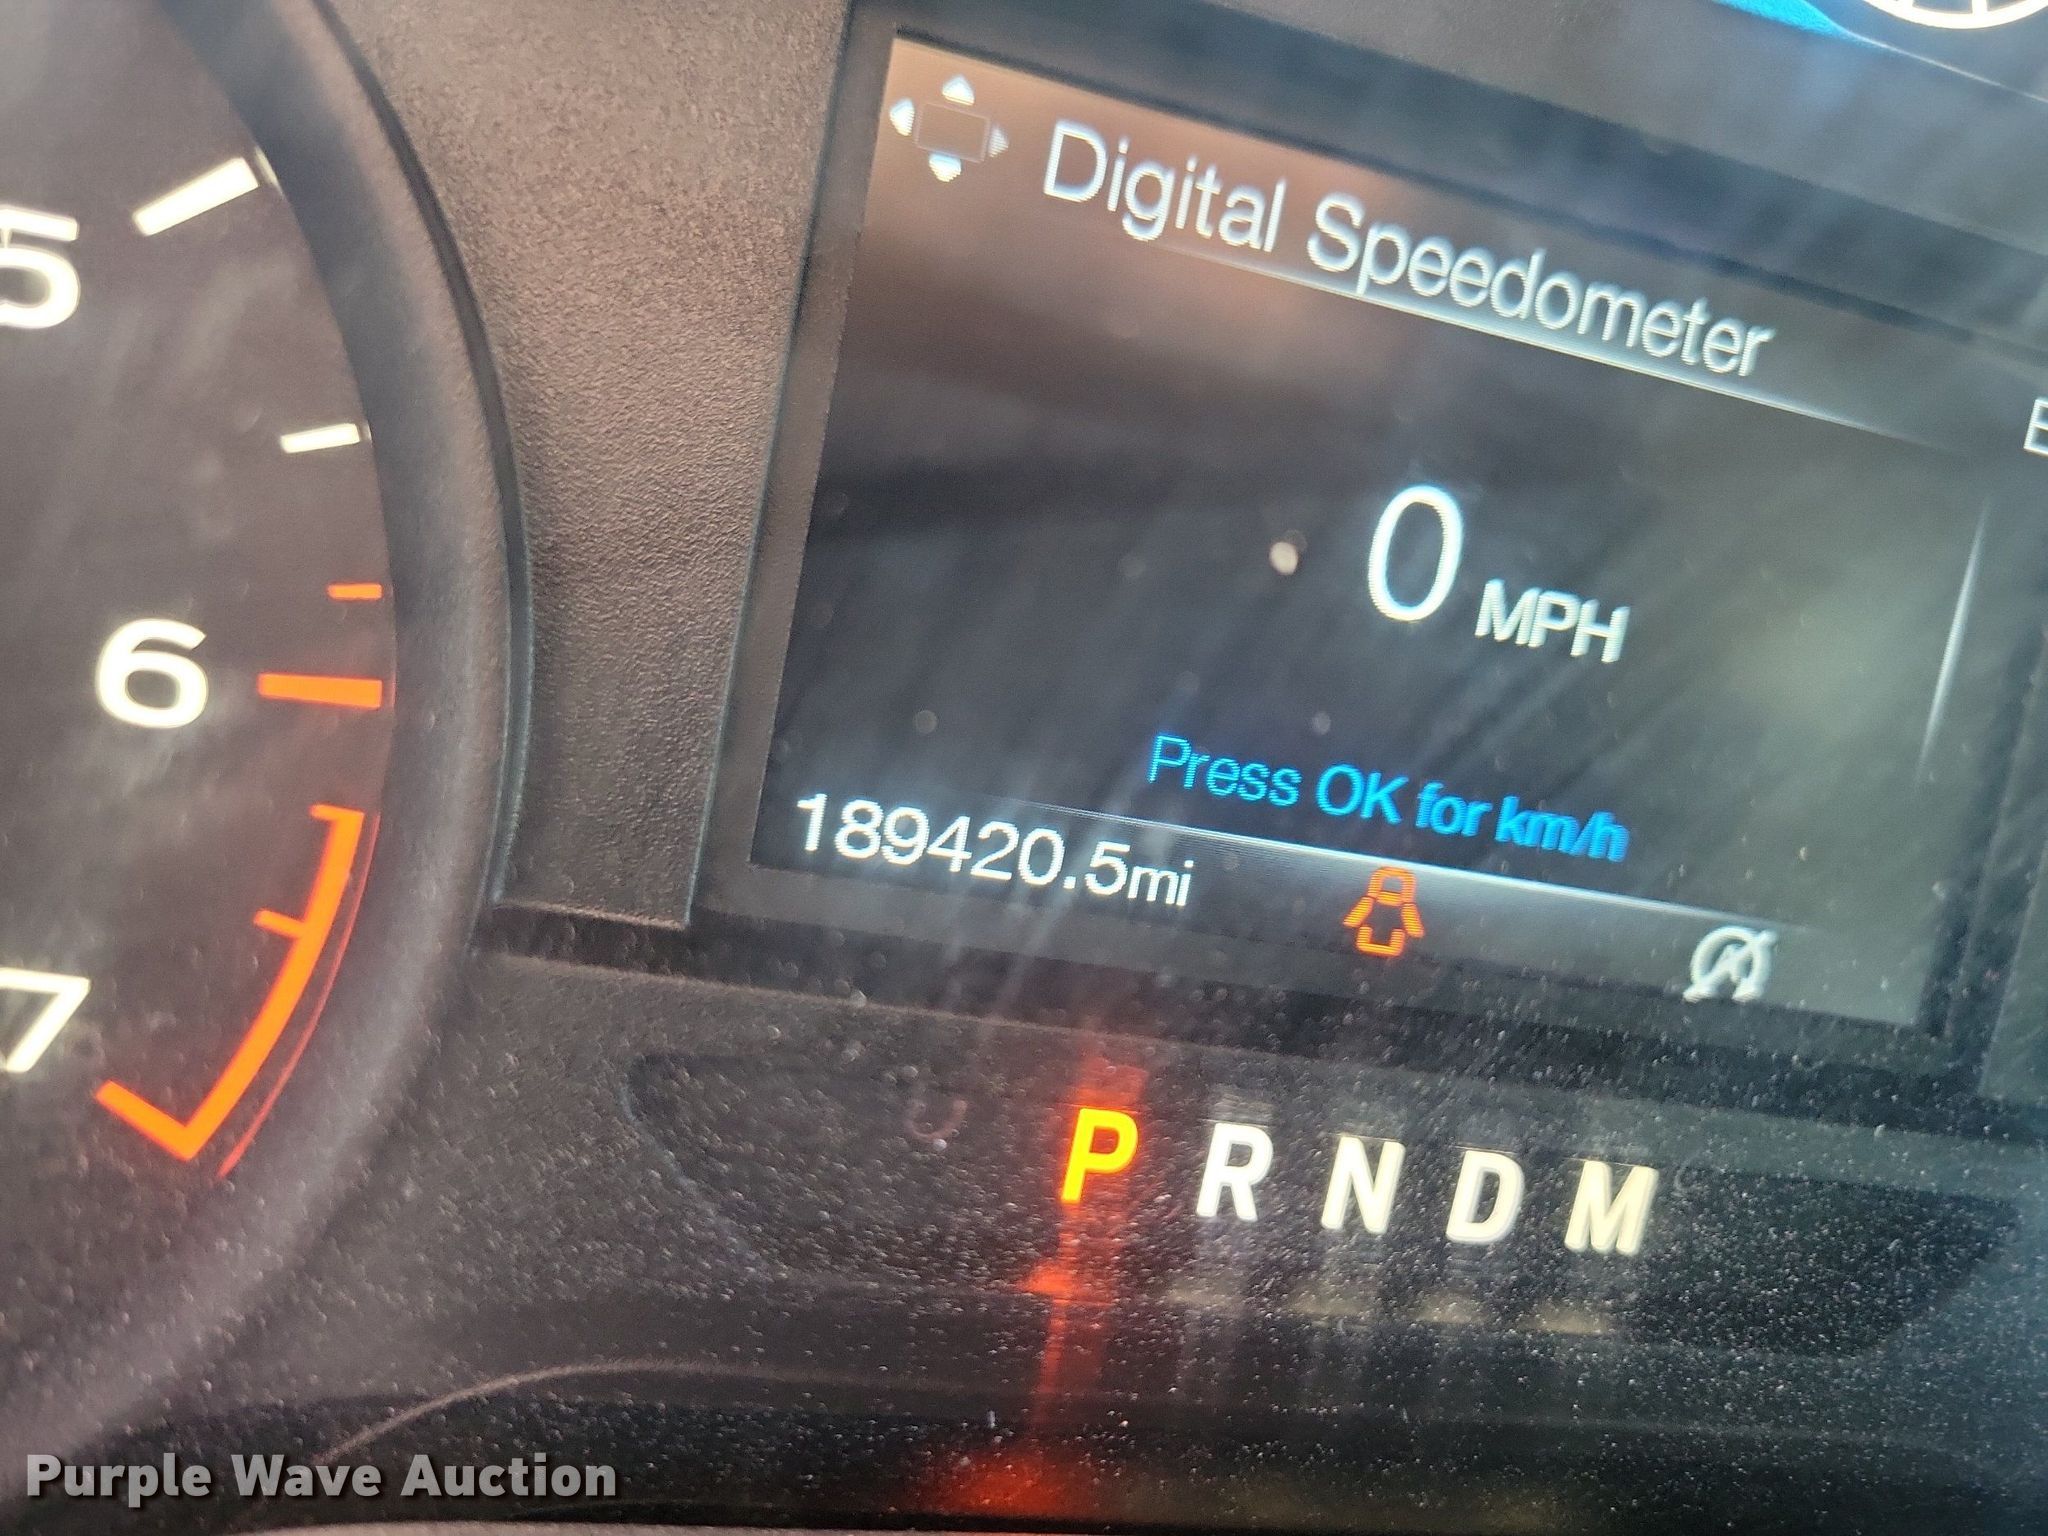 Digital Speedometer
0 MPH
Press OK for km/h
189420.5mi
5
6
7
P R N D M
Purple Wave Auction